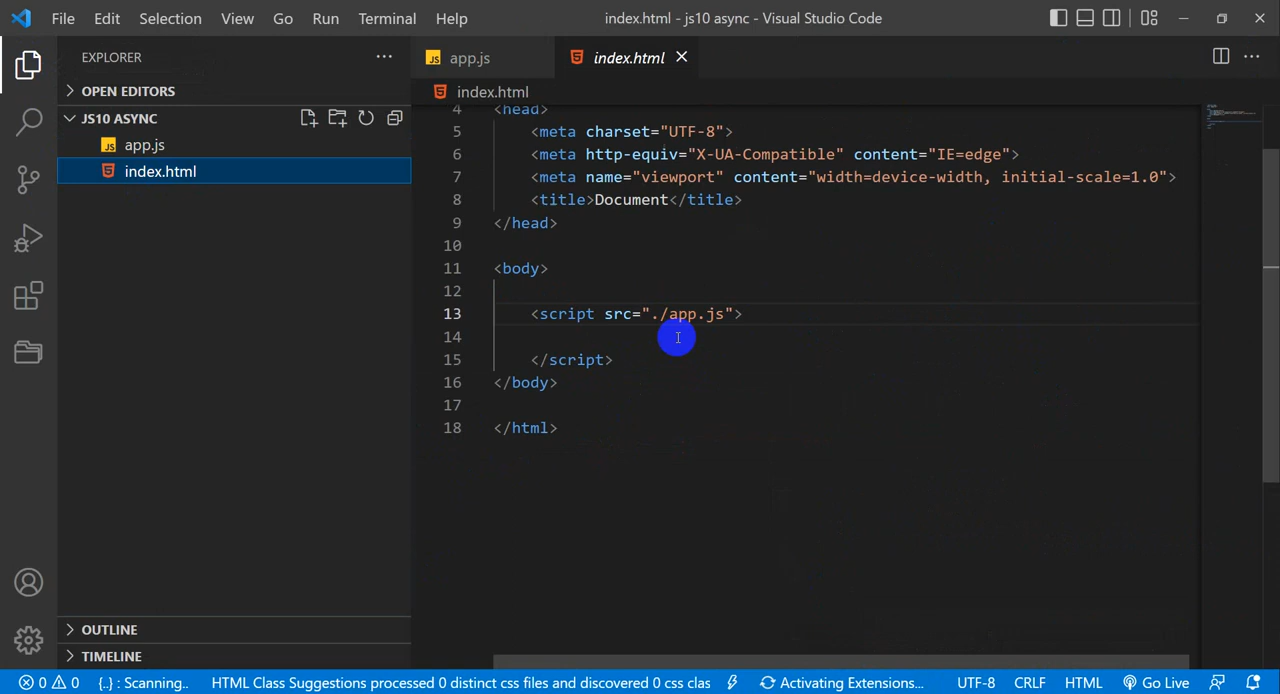 File Edit Selection View Go Run Terminal Help index.html - js10 async - Visual Studio Code
EXPLORER
OPEN EDITORS
JS10 ASYNC
JS app.js
index.html
OUTLINE
TIMELINE
JS app.js index.html
index.html
4 <head>
5 <meta charset="UTF-8">
6 <meta http-equiv="X-UA-Compatible" content="IE=edge">
7 <meta name="viewport" content="width=device-width, initial-scale=1.0">
8 <title>Document</title>
9 </head>
10
11 <body>
12
13 <script src="./app.js">
14
15 </script>
16 </body>
17
18 </html>
0 0 {..} : Scanning.. HTML Class Suggestions processed 0 distinct css files and discovered 0 css clas Activating Extensions... UTF-8 CRLF HTML Go Live